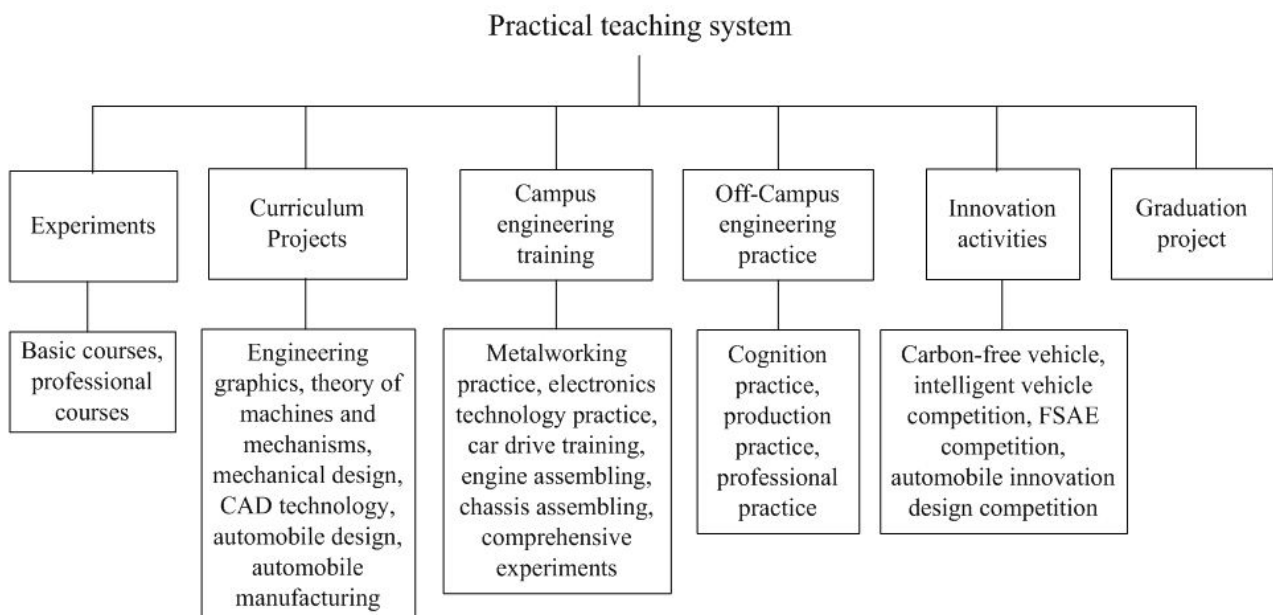 Practical teaching system
Experiments
Curriculum
Projects
Campus
engineering
training
Off-Campus
engineering
practice
Innovation
activities
Graduation
project
Basic courses,
professional
courses
Engineering
graphics, theory of
machines and
mechanisms,
mechanical design,
CAD technology,
automobile design,
automobile
manufacturing
Metalworking
practice, electronics
technology practice,
car drive training,
engine assembling,
chassis assembling,
comprehensive
experiments
Cognition
practice,
production
practice,
professional
practice
Carbon-free vehicle,
intelligent vehicle
competition, FSAE
competition,
automobile innovation
design competition